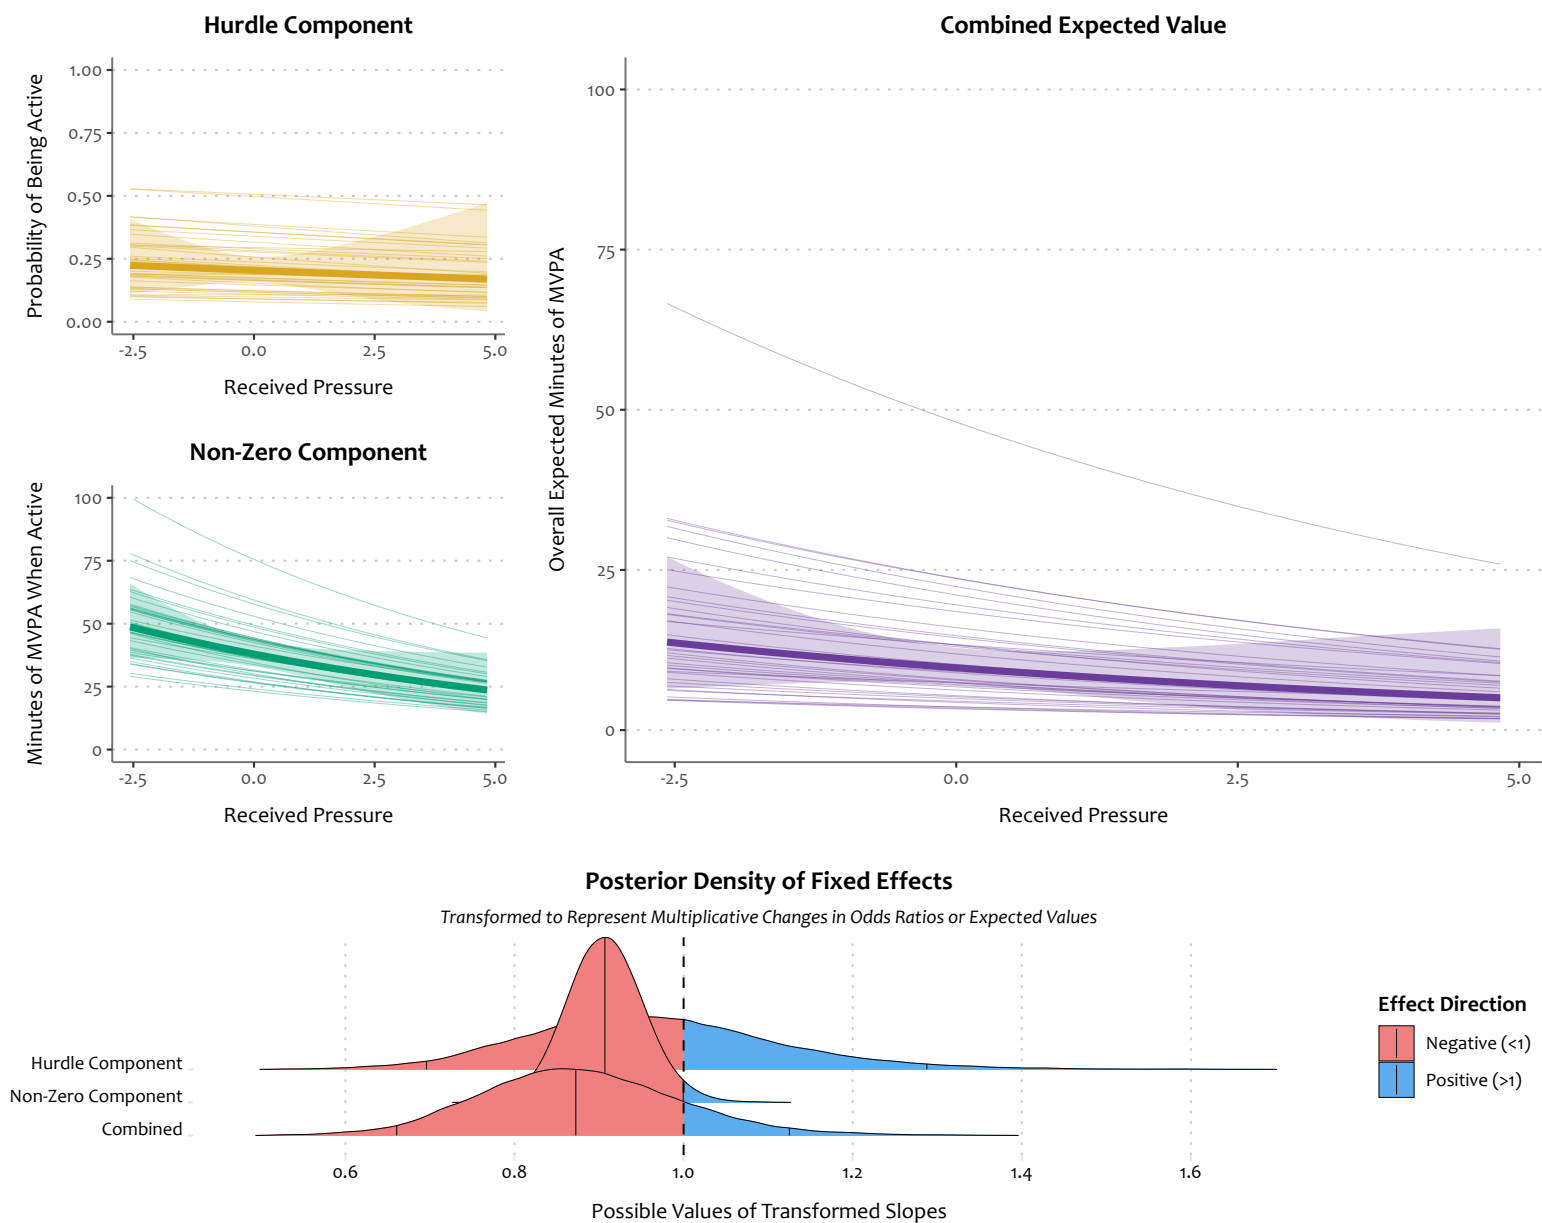 Hurdle Component
Probability of Being Active
1.00
0.75
0.50
0.25
0.00
-2.5 0.0 2.5 5.0
Received Pressure
Non-Zero Component
Minutes of MVPA When Active
100
75
50
25
0
-2.5 0.0 2.5 5.0
Received Pressure
Combined Expected Value
Overall Expected Minutes of MVPA
100
75
50
25
0
-2.5 0.0 2.5 5.0
Received Pressure
Posterior Density of Fixed Effects
Transformed to Represent Multiplicative Changes in Odds Ratios or Expected Values
Hurdle Component
Non-Zero Component
Combined
0.6 0.8 1.0 1.2 1.4 1.6
Possible Values of Transformed Slopes
Effect Direction
Negative (<1)
Positive (>1)